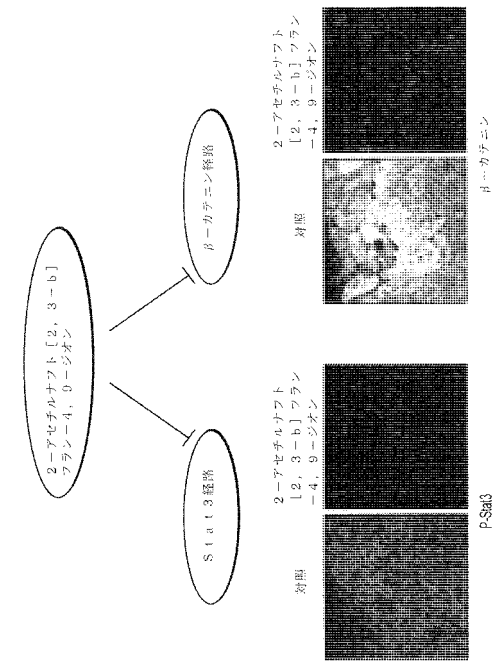 2－アセチルナフト［2，3－b］
フラン－4，9－ジオン
Stat3経路
β－カテニン経路
対照
2－アセチルナフト
［2，3－b］フラン
－4，9－ジオン
対照
2－アセチルナフト
［2，3－b］フラン
－4，9－ジオン
P-Stat3
β－カテニン